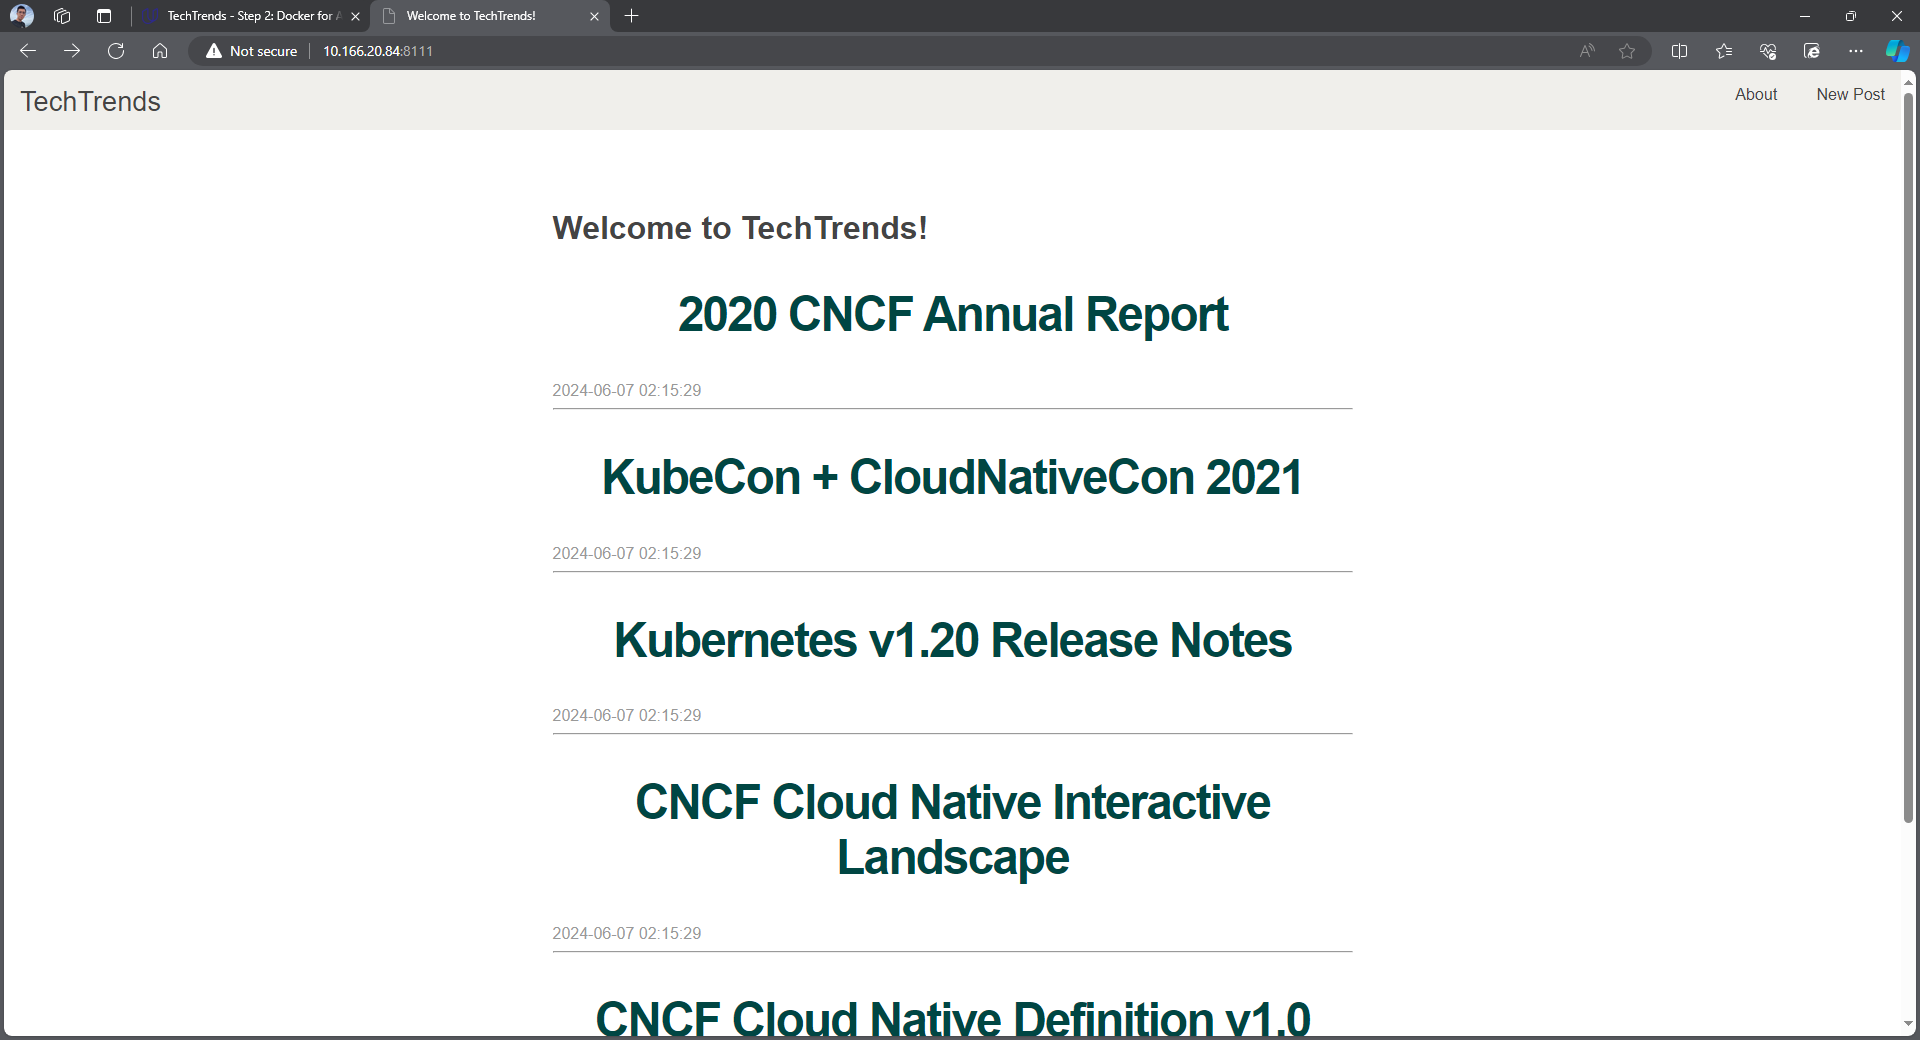 TechTrends - Step 2: Docker for A
Welcome to TechTrends!
Not secure
10.166.20.84:8111
TechTrends
About
New Post
Welcome to TechTrends!
2020 CNCF Annual Report
2024-06-07 02:15:29
KubeCon + CloudNativeCon 2021
2024-06-07 02:15:29
Kubernetes v1.20 Release Notes
2024-06-07 02:15:29
CNCF Cloud Native Interactive
Landscape
2024-06-07 02:15:29
CNCF Cloud Native Definition v1.0